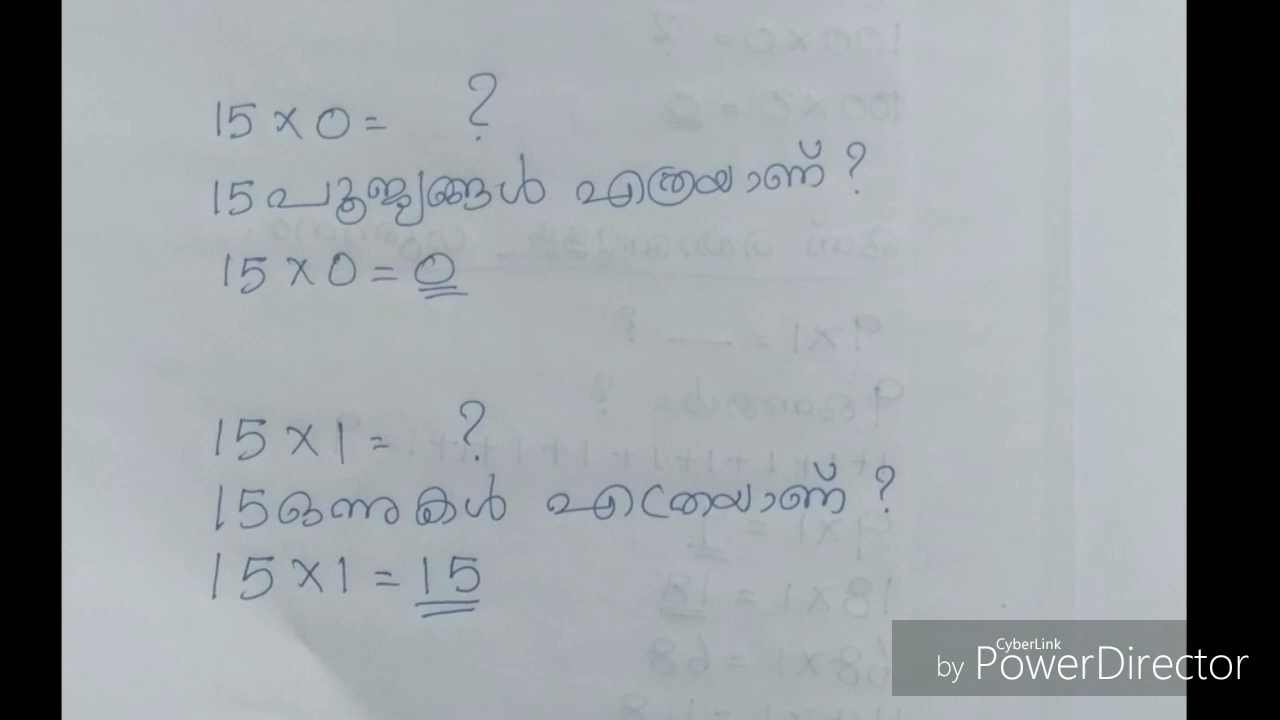 15 × 0 = ?
15 പൂജ്യങ്ങൾ എത്രയാണ് ?
15 × 0 = 0
15 × 1 = ?
15 ഒന്നുകൾ എത്രയാണ് ?
15 × 1 = 15
CyberLink
by PowerDirector